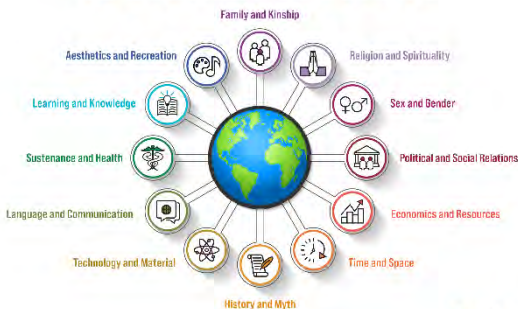 Family and Kinship
Religion and Spirituality
Sex and Gender
Political and Social Relations
Economics and Resources
Time and Space
History and Myth
Technology and Material
Language and Communication
Sustenance and Health
Learning and Knowledge
Aesthetics and Recreation